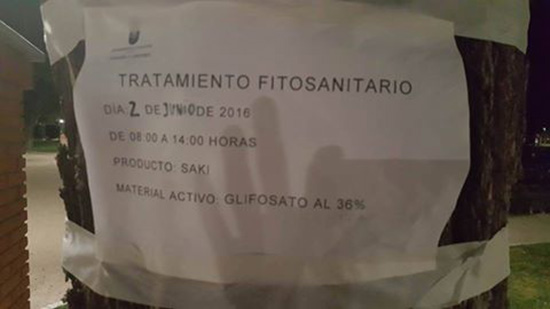 TRATAMIENTO FITOSANITARIO
DIA: 2 DE JUNIO DE 2016
DE 08:00 A 14:00 HORAS
PRODUCTO: SAKI
MATERIAL ACTIVO: GLIFOSATO AL 36%